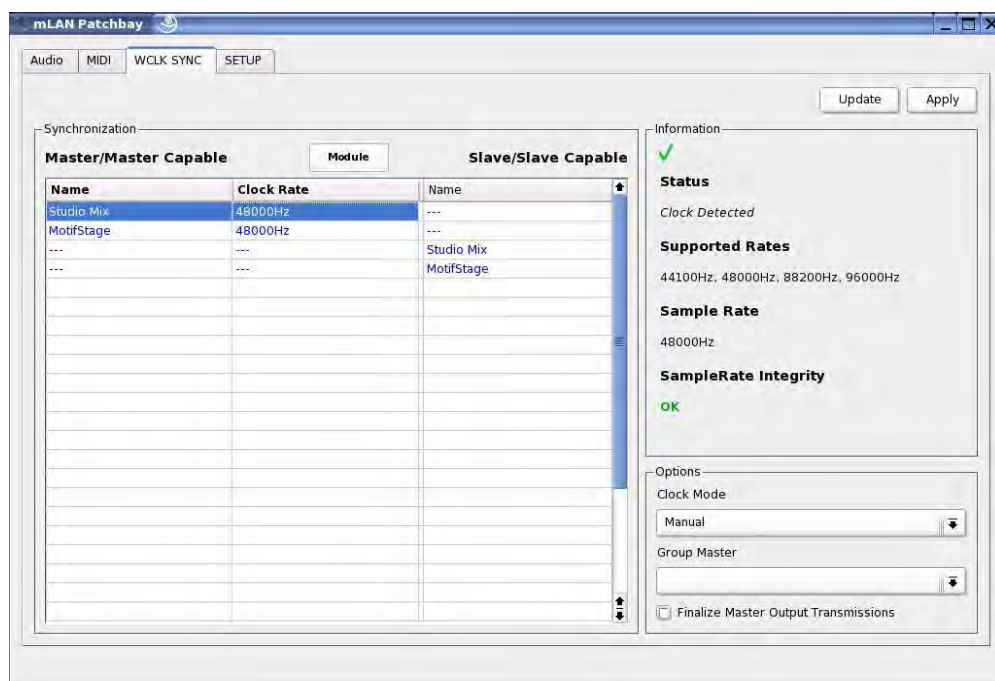 mLAN Patchbay
Audio MIDI WCLK SYNC SETUP
Update Apply
Synchronization
Master/Master Capable Module Slave/Slave Capable
Name Clock Rate Name
Studio Mix 48000Hz ---
MotifStage 48000Hz ---
--- --- Studio Mix
--- --- MotifStage
Information
Status
Clock Detected
Supported Rates
44100Hz, 48000Hz, 88200Hz, 96000Hz
Sample Rate
48000Hz
SampleRate Integrity
OK
Options
Clock Mode
Manual
Group Master
Finalize Master Output Transmissions